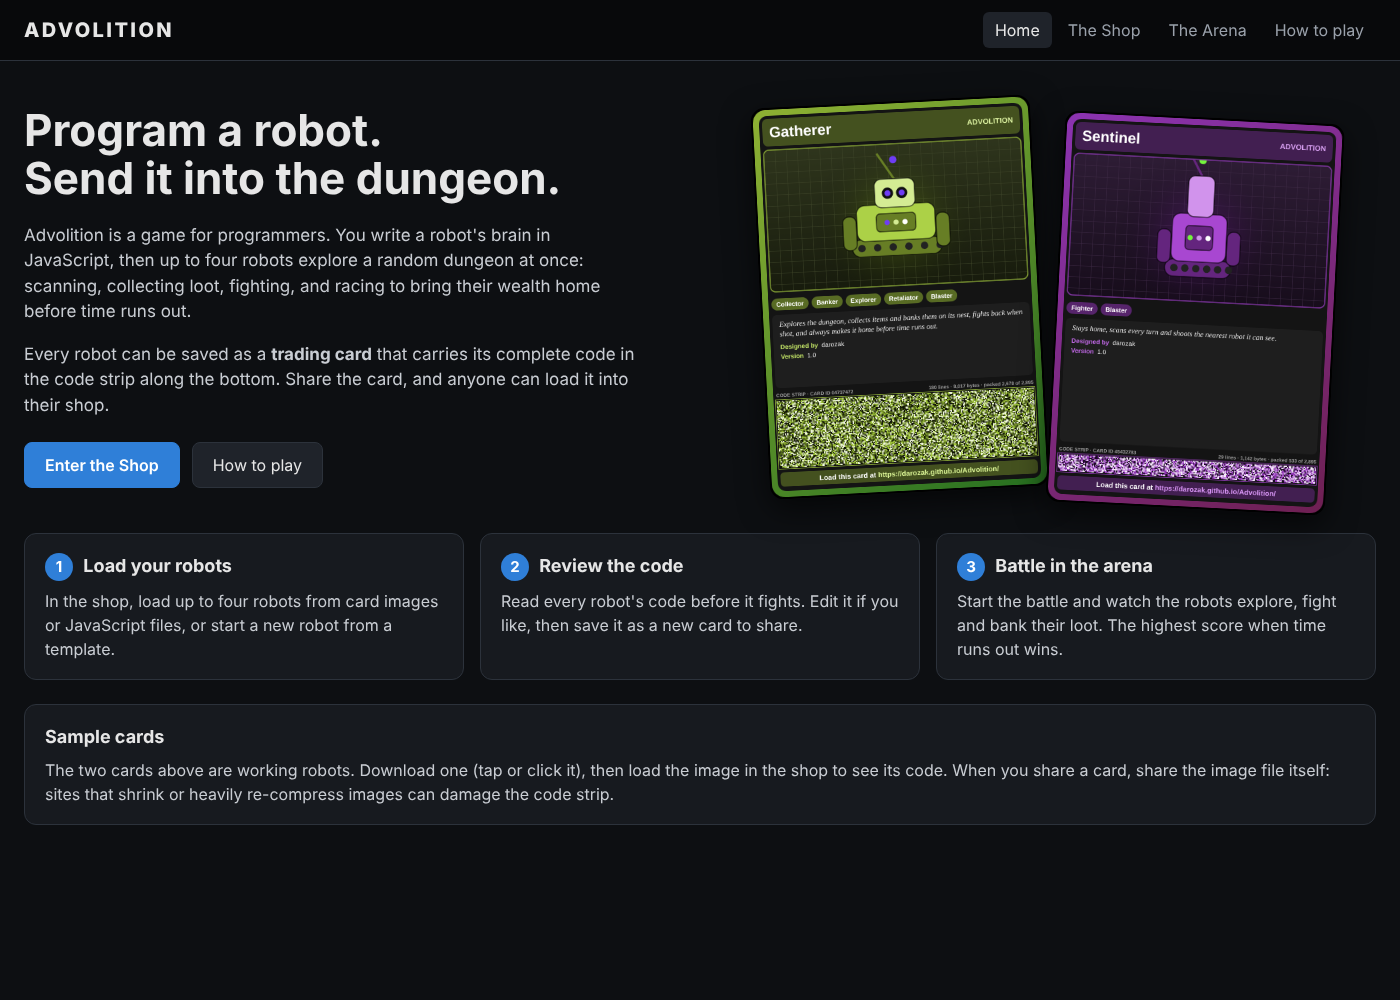 ADVOLITION
Home The Shop The Arena How to play
Program a robot.
Send it into the dungeon.
Advolition is a game for programmers. You write a robot's brain in
JavaScript, then up to four robots explore a random dungeon at once:
scanning, collecting loot, fighting, and racing to bring their wealth home
before time runs out.
Every robot can be saved as a trading card that carries its complete code in
the code strip along the bottom. Share the card, and anyone can load it into
their shop.
Enter the Shop How to play
Gatherer ADVOLITION
Collector Banker Explorer Retaliator Blaster
Explores the dungeon, collects items and banks them on its nest, fights back when
shot, and always makes it home before time runs out.
Designed by darozak
Version 1.0
Load this card at https://darozak.github.io/Advolition/
Sentinel ADVOLITION
Fighter Blaster
Stays home, scans every turn and shoots the nearest robot it can see.
Designed by darozak
Version 1.0
Load this card at https://darozak.github.io/Advolition/
1 Load your robots
In the shop, load up to four robots from card images
or JavaScript files, or start a new robot from a
template.
2 Review the code
Read every robot's code before it fights. Edit it if you
like, then save it as a new card to share.
3 Battle in the arena
Start the battle and watch the robots explore, fight
and bank their loot. The highest score when time
runs out wins.
Sample cards
The two cards above are working robots. Download one (tap or click it), then load the image in the shop to see its code. When you share a card, share the image file itself:
sites that shrink or heavily re-compress images can damage the code strip.